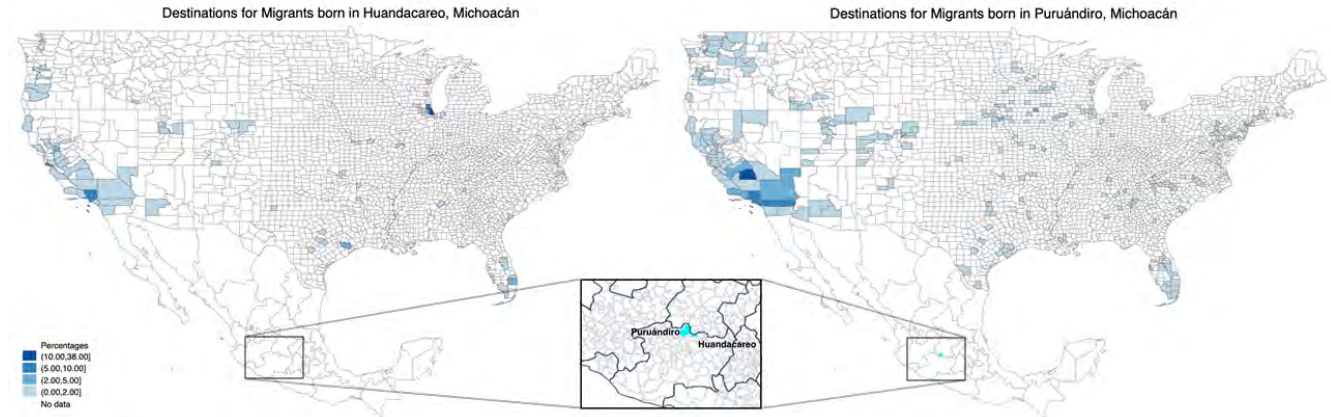 Destinations for Migrants born in Huandacareo, Michoacán
Destinations for Migrants born in Puruándiro, Michoacán
Puruándiro
Huandacareo
Percentages
(10.00,38.00]
(5.00,10.00]
(2.00,5.00]
(0.00,2.00]
No data